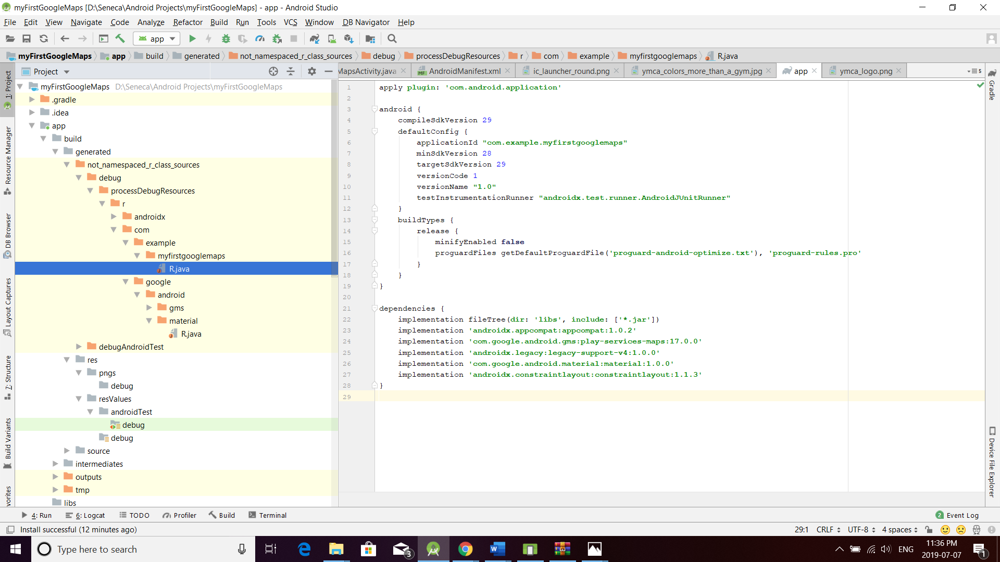 myFirstGoogleMaps [D:\Seneca\Android Projects\myFirstGoogleMaps] - app - Android Studio
File Edit View Navigate Code Analyze Refactor Build Run Tools VCS Window DB Navigator Help
app
myFirstGoogleMaps app build generated not_namespaced_r_class_sources debug processDebugResources r com example myfirstgooglemaps R.java
Project
MapsActivity.java AndroidManifest.xml ic_launcher_round.png ymca_colors_more_than_a_gym.jpg app ymca_logo.png 5
1: Project
Resource Manager
DB Browser
Layout Captures
7: Structure
Build Variants
vorites
myFirstGoogleMaps D:\Seneca\Android Projects\myFirstGoogleMaps
.gradle
.idea
app
build
generated
not_namespaced_r_class_sources
debug
processDebugResources
r
androidx
com
example
myfirstgooglemaps
R.java
google
android
gms
material
R.java
debugAndroidTest
res
pngs
debug
resValues
androidTest
debug
debug
source
intermediates
outputs
tmp
libs
1 apply plugin: 'com.android.application'
2
3 android {
4 compileSdkVersion 29
5 defaultConfig {
6 applicationId "com.example.myfirstgooglemaps"
7 minSdkVersion 28
8 targetSdkVersion 29
9 versionCode 1
10 versionName "1.0"
11 testInstrumentationRunner "androidx.test.runner.AndroidJUnitRunner"
12 }
13 buildTypes {
14 release {
15 minifyEnabled false
16 proguardFiles getDefaultProguardFile('proguard-android-optimize.txt'), 'proguard-rules.pro'
17 }
18 }
19 }
20
21 dependencies {
22 implementation fileTree(dir: 'libs', include: ['*.jar'])
23 implementation 'androidx.appcompat:appcompat:1.0.2'
24 implementation 'com.google.android.gms:play-services-maps:17.0.0'
25 implementation 'androidx.legacy:legacy-support-v4:1.0.0'
26 implementation 'com.google.android.material:material:1.0.0'
27 implementation 'androidx.constraintlayout:constraintlayout:1.1.3'
28 }
29
Gradle
Device File Explorer
4: Run 6: Logcat TODO Profiler Build Terminal 2 Event Log
Install successful (12 minutes ago) 29:1 CRLF UTF-8 4 spaces
Type here to search 3 ENG 11:36 PM 1
2019-07-07